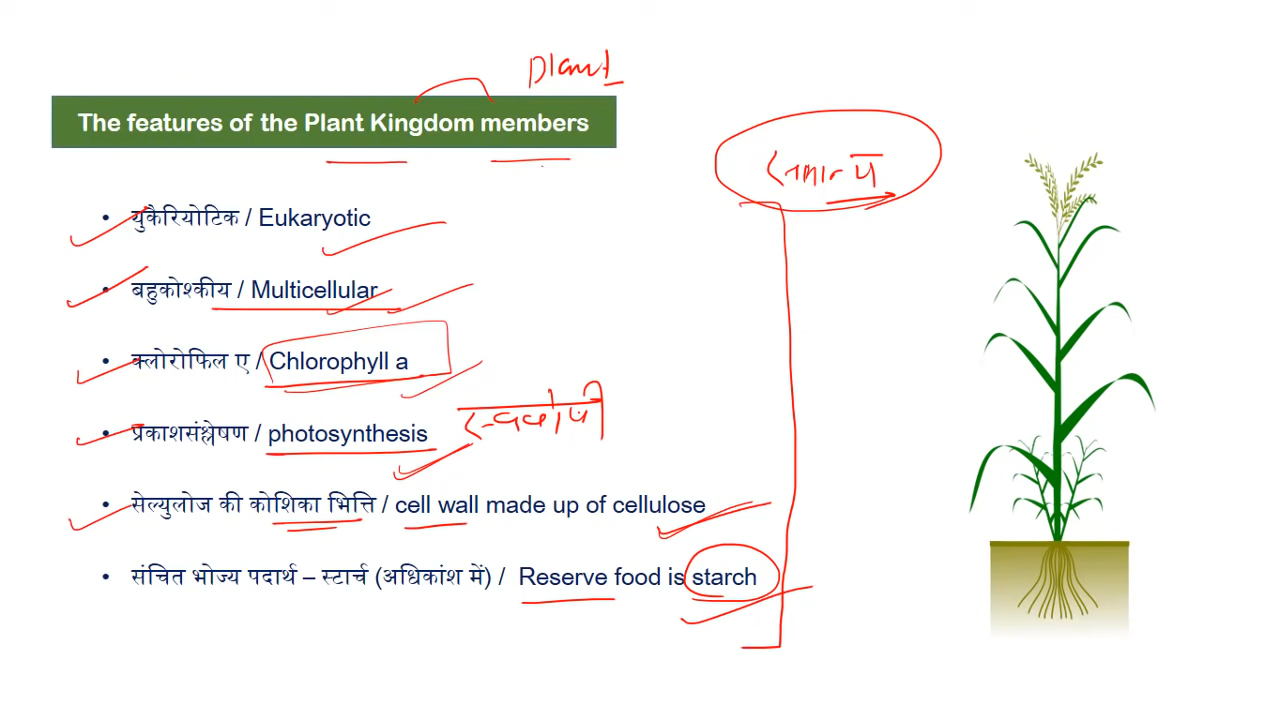 Plant
The features of the Plant Kingdom members
• युकैरियोटिक / Eukaryotic
• बहुकोश्कीय / Multicellular
• क्लोरोफिल ए / Chlorophyll a
• प्रकाशसंश्लेषण / photosynthesis
स्वपोषी
• सेल्युलोज की कोशिका भित्ति / cell wall made up of cellulose
• संचित भोज्य पदार्थ – स्टार्च (अधिकांश में) / Reserve food is starch